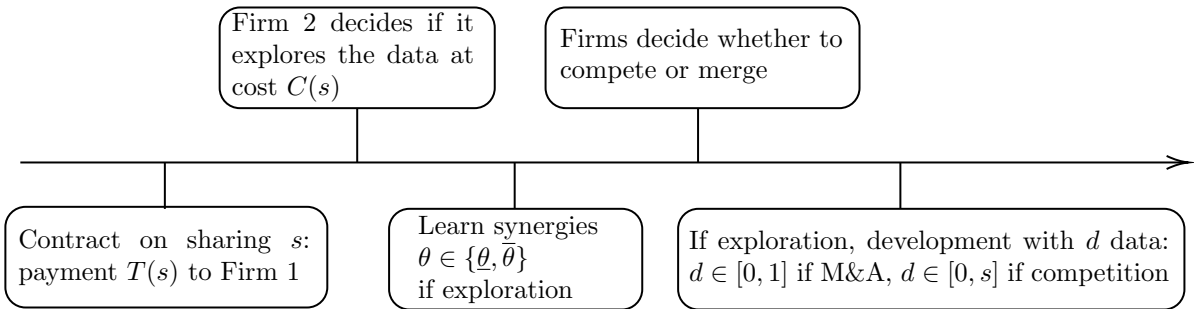 Firm 2 decides if it
explores the data at
cost C(s)
Firms decide whether to
compete or merge
Contract on sharing s:
payment T(s) to Firm 1
Learn synergies
θ ∈ {θ̲, θ̅}
if exploration
If exploration, development with d data:
d ∈ [0, 1] if M&A, d ∈ [0, s] if competition